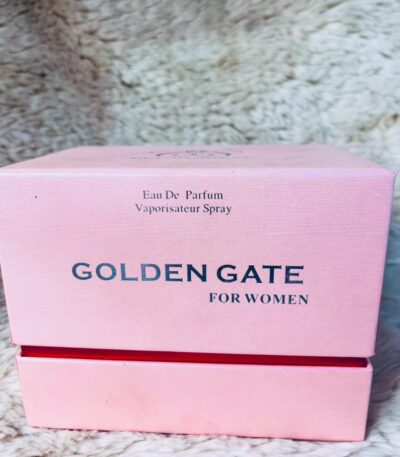 Eau De Parfum
Vaporisateur Spray
GOLDEN GATE
FOR WOMEN